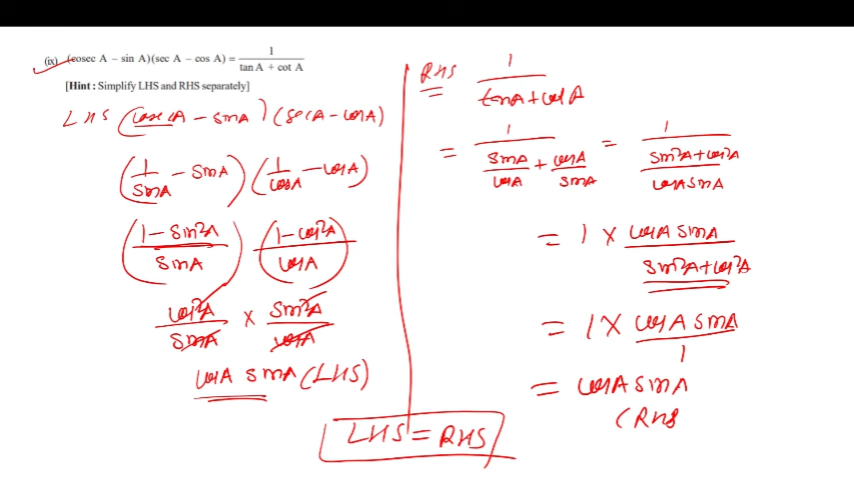 (ix) (cosec A – sin A)(sec A – cos A) = 1 / (tan A + cot A)
[Hint : Simplify LHS and RHS separately]
LHS (cosecA – sinA) (secA – cosA)
(1/sinA – sinA) (1/cosA – cosA)
((1 – sin²A)/sinA) ((1 – cos²A)/cosA)
cos²A/sinA × sin²A/cosA
cosA sinA (LHS)
RHS 1/(tanA + cotA)
= 1/(sinA/cosA + cosA/sinA) = 1/((sin²A + cos²A)/(cosA sinA))
= 1 × cosA sinA/(sin²A + cos²A)
= 1 × cosA sinA/1
= cosA sinA
(RHS
LHS = RHS